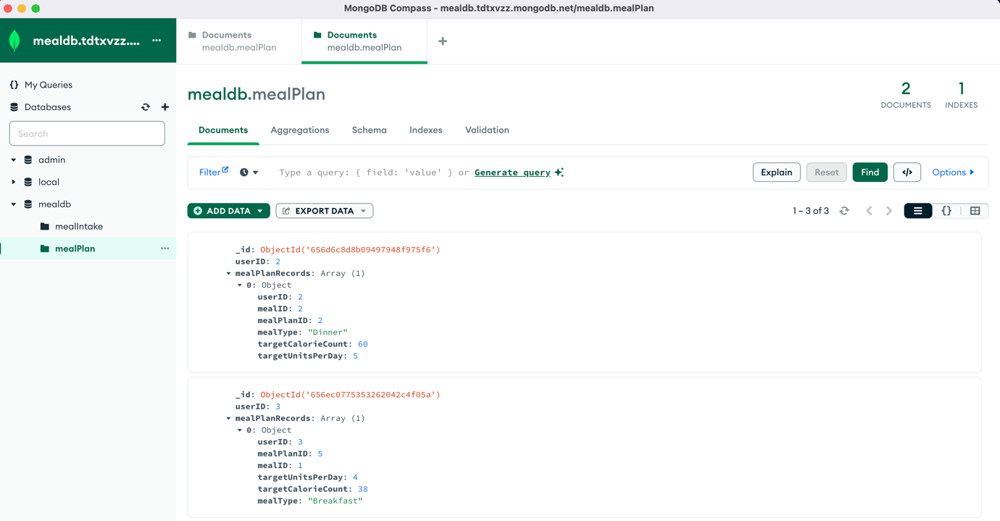 MongoDB Compass - mealdb.tdtxvzz.mongodb.net/mealdb.mealPlan
mealdb.tdtxvzz.... ...
{} My Queries
Databases
Search
admin
local
mealdb
mealIntake
mealPlan ...
Documents
mealdb.mealPlan
Documents
mealdb.mealPlan
+
mealdb.mealPlan
2
DOCUMENTS
1
INDEXES
Documents Aggregations Schema Indexes Validation
Filter Type a query: { field: 'value' } or Generate query Explain Reset Find </> Options
ADD DATA EXPORT DATA 1 – 3 of 3 {}
_id: ObjectId('656d6c8d8b09497948f975f6')
userID: 2
mealPlanRecords: Array (1)
0: Object
userID: 2
mealID: 2
mealPlanID: 2
mealType: "Dinner"
targetCalorieCount: 60
targetUnitsPerDay: 5
_id: ObjectId('656ec0775353262042c4f05a')
userID: 3
mealPlanRecords: Array (1)
0: Object
userID: 3
mealPlanID: 5
mealID: 1
targetUnitsPerDay: 4
targetCalorieCount: 38
mealType: "Breakfast"